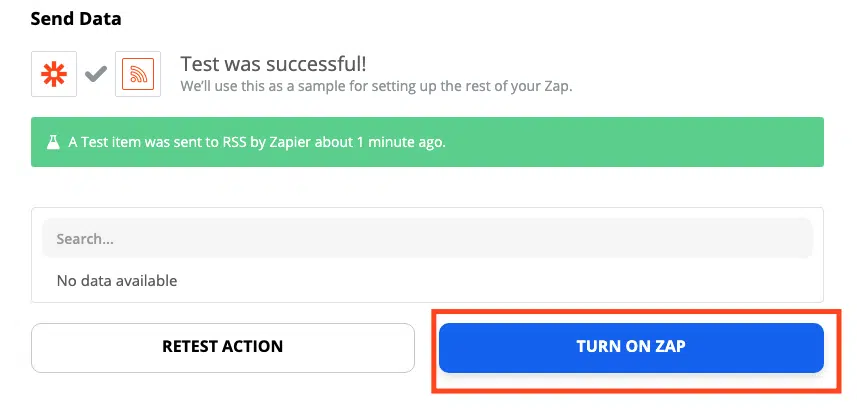 Send Data
Test was successful!
We'll use this as a sample for setting up the rest of your Zap.
A Test item was sent to RSS by Zapier about 1 minute ago.
Search...
No data available
RETEST ACTION
TURN ON ZAP